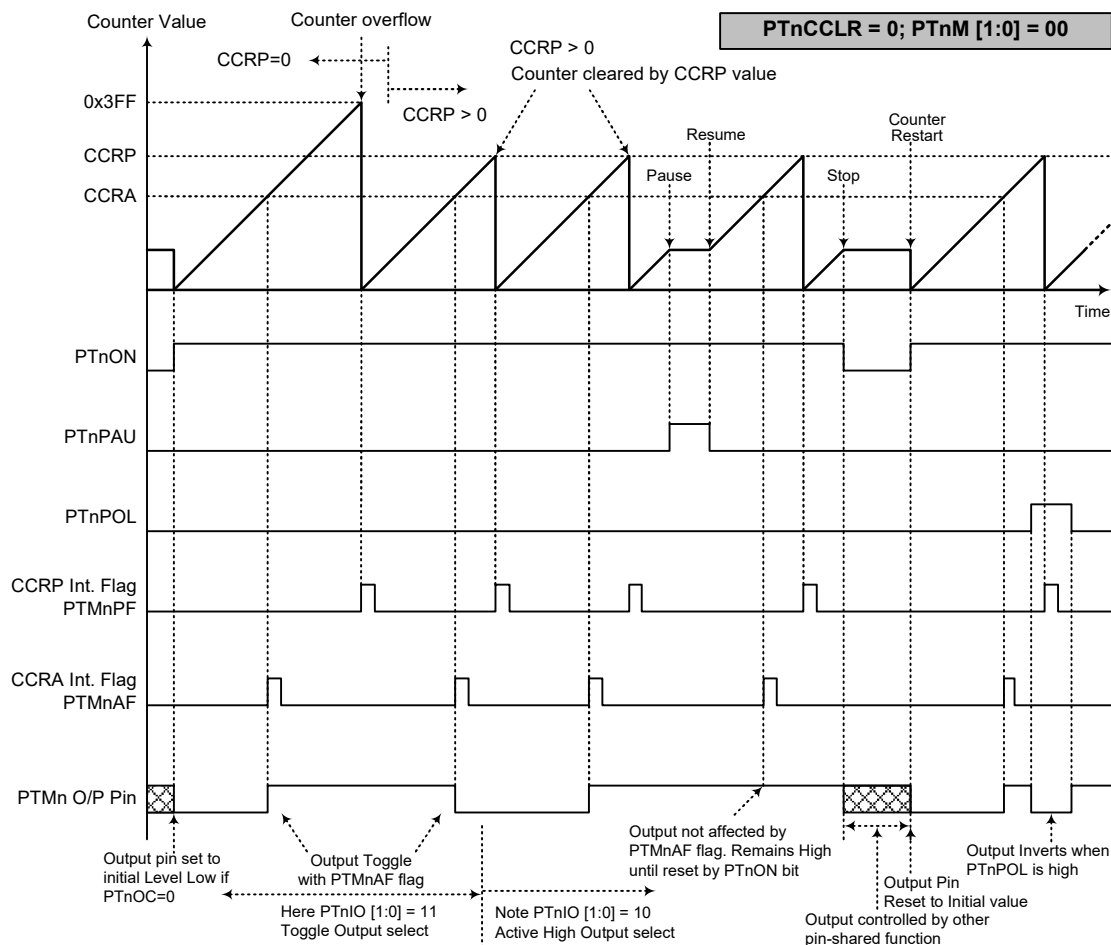 Counter Value
Counter overflow
PTnCCLR = 0; PTnM [1:0] = 00
CCRP=0
CCRP > 0
CCRP > 0
Counter cleared by CCRP value
0x3FF
CCRP
CCRA
Pause
Resume
Stop
Counter
Restart
Time
PTnON
PTnPAU
PTnPOL
CCRP Int. Flag
PTMnPF
CCRA Int. Flag
PTMnAF
PTMn O/P Pin
Output pin set to
initial Level Low if
PTnOC=0
Output Toggle
with PTMnAF flag
Here PTnIO [1:0] = 11
Toggle Output select
Note PTnIO [1:0] = 10
Active High Output select
Output not affected by
PTMnAF flag. Remains High
until reset by PTnON bit
Output controlled by other
pin-shared function
Output Pin
Reset to Initial value
Output Inverts when
PTnPOL is high